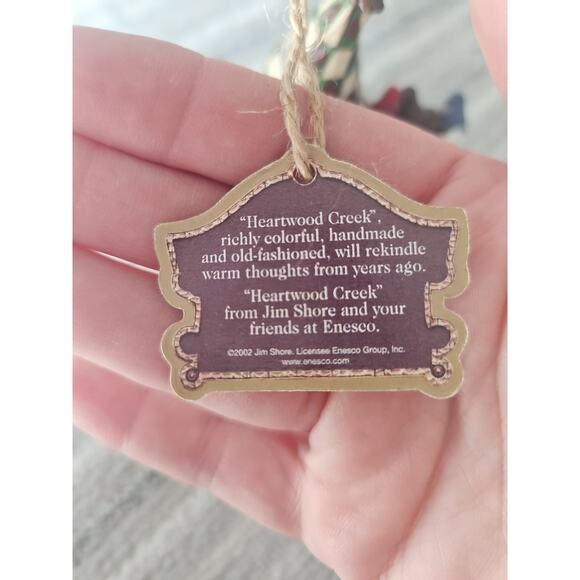 "Heartwood Creek",
richly colorful, handmade
and old-fashioned, will rekindle
warm thoughts from years ago.
"Heartwood Creek"
from Jim Shore and your
friends at Enesco.
©2002 Jim Shore. Licensee Enesco Group, Inc.
www.enesco.com